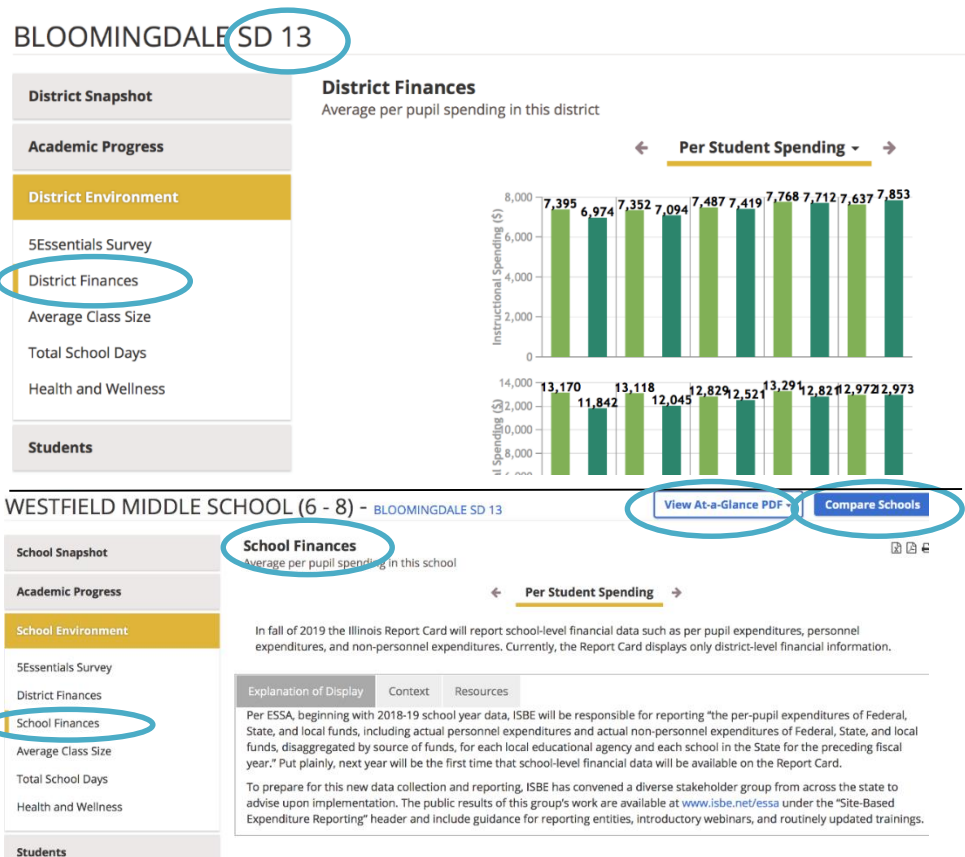 BLOOMINGDALE SD 13
District Snapshot
Academic Progress
District Environment
5Essentials Survey
District Finances
Average Class Size
Total School Days
Health and Wellness
Students
District Finances
Average per pupil spending in this district
Per Student Spending
Instructional Spending ($)
8,000
6,000
4,000
2,000
0
7,395 6,974 7,352 7,094 7,487 7,419 7,768 7,712 7,637 7,853
14,000
2,000
0,000
8,000
Spending ($)
13,170 11,842 13,118 12,045 12,829 12,521 13,291 12,821 12,972 12,973
WESTFIELD MIDDLE SCHOOL (6 - 8) - BLOOMINGDALE SD 13
View At-a-Glance PDF
Compare Schools
School Snapshot
Academic Progress
School Environment
5Essentials Survey
District Finances
School Finances
Average Class Size
Total School Days
Health and Wellness
Students
School Finances
Average per pupil spending in this school
Per Student Spending
In fall of 2019 the Illinois Report Card will report school-level financial data such as per pupil expenditures, personnel
expenditures, and non-personnel expenditures. Currently, the Report Card displays only district-level financial information.
Explanation of Display Context Resources
Per ESSA, beginning with 2018-19 school year data, ISBE will be responsible for reporting "the per-pupil expenditures of Federal,
State, and local funds, including actual personnel expenditures and actual non-personnel expenditures of Federal, State, and local
funds, disaggregated by source of funds, for each local educational agency and each school in the State for the preceding fiscal
year." Put plainly, next year will be the first time that school-level financial data will be available on the Report Card.
To prepare for this new data collection and reporting, ISBE has convened a diverse stakeholder group from across the state to
advise upon implementation. The public results of this group's work are available at www.isbe.net/essa under the "Site-Based
Expenditure Reporting" header and include guidance for reporting entities, introductory webinars, and routinely updated trainings.